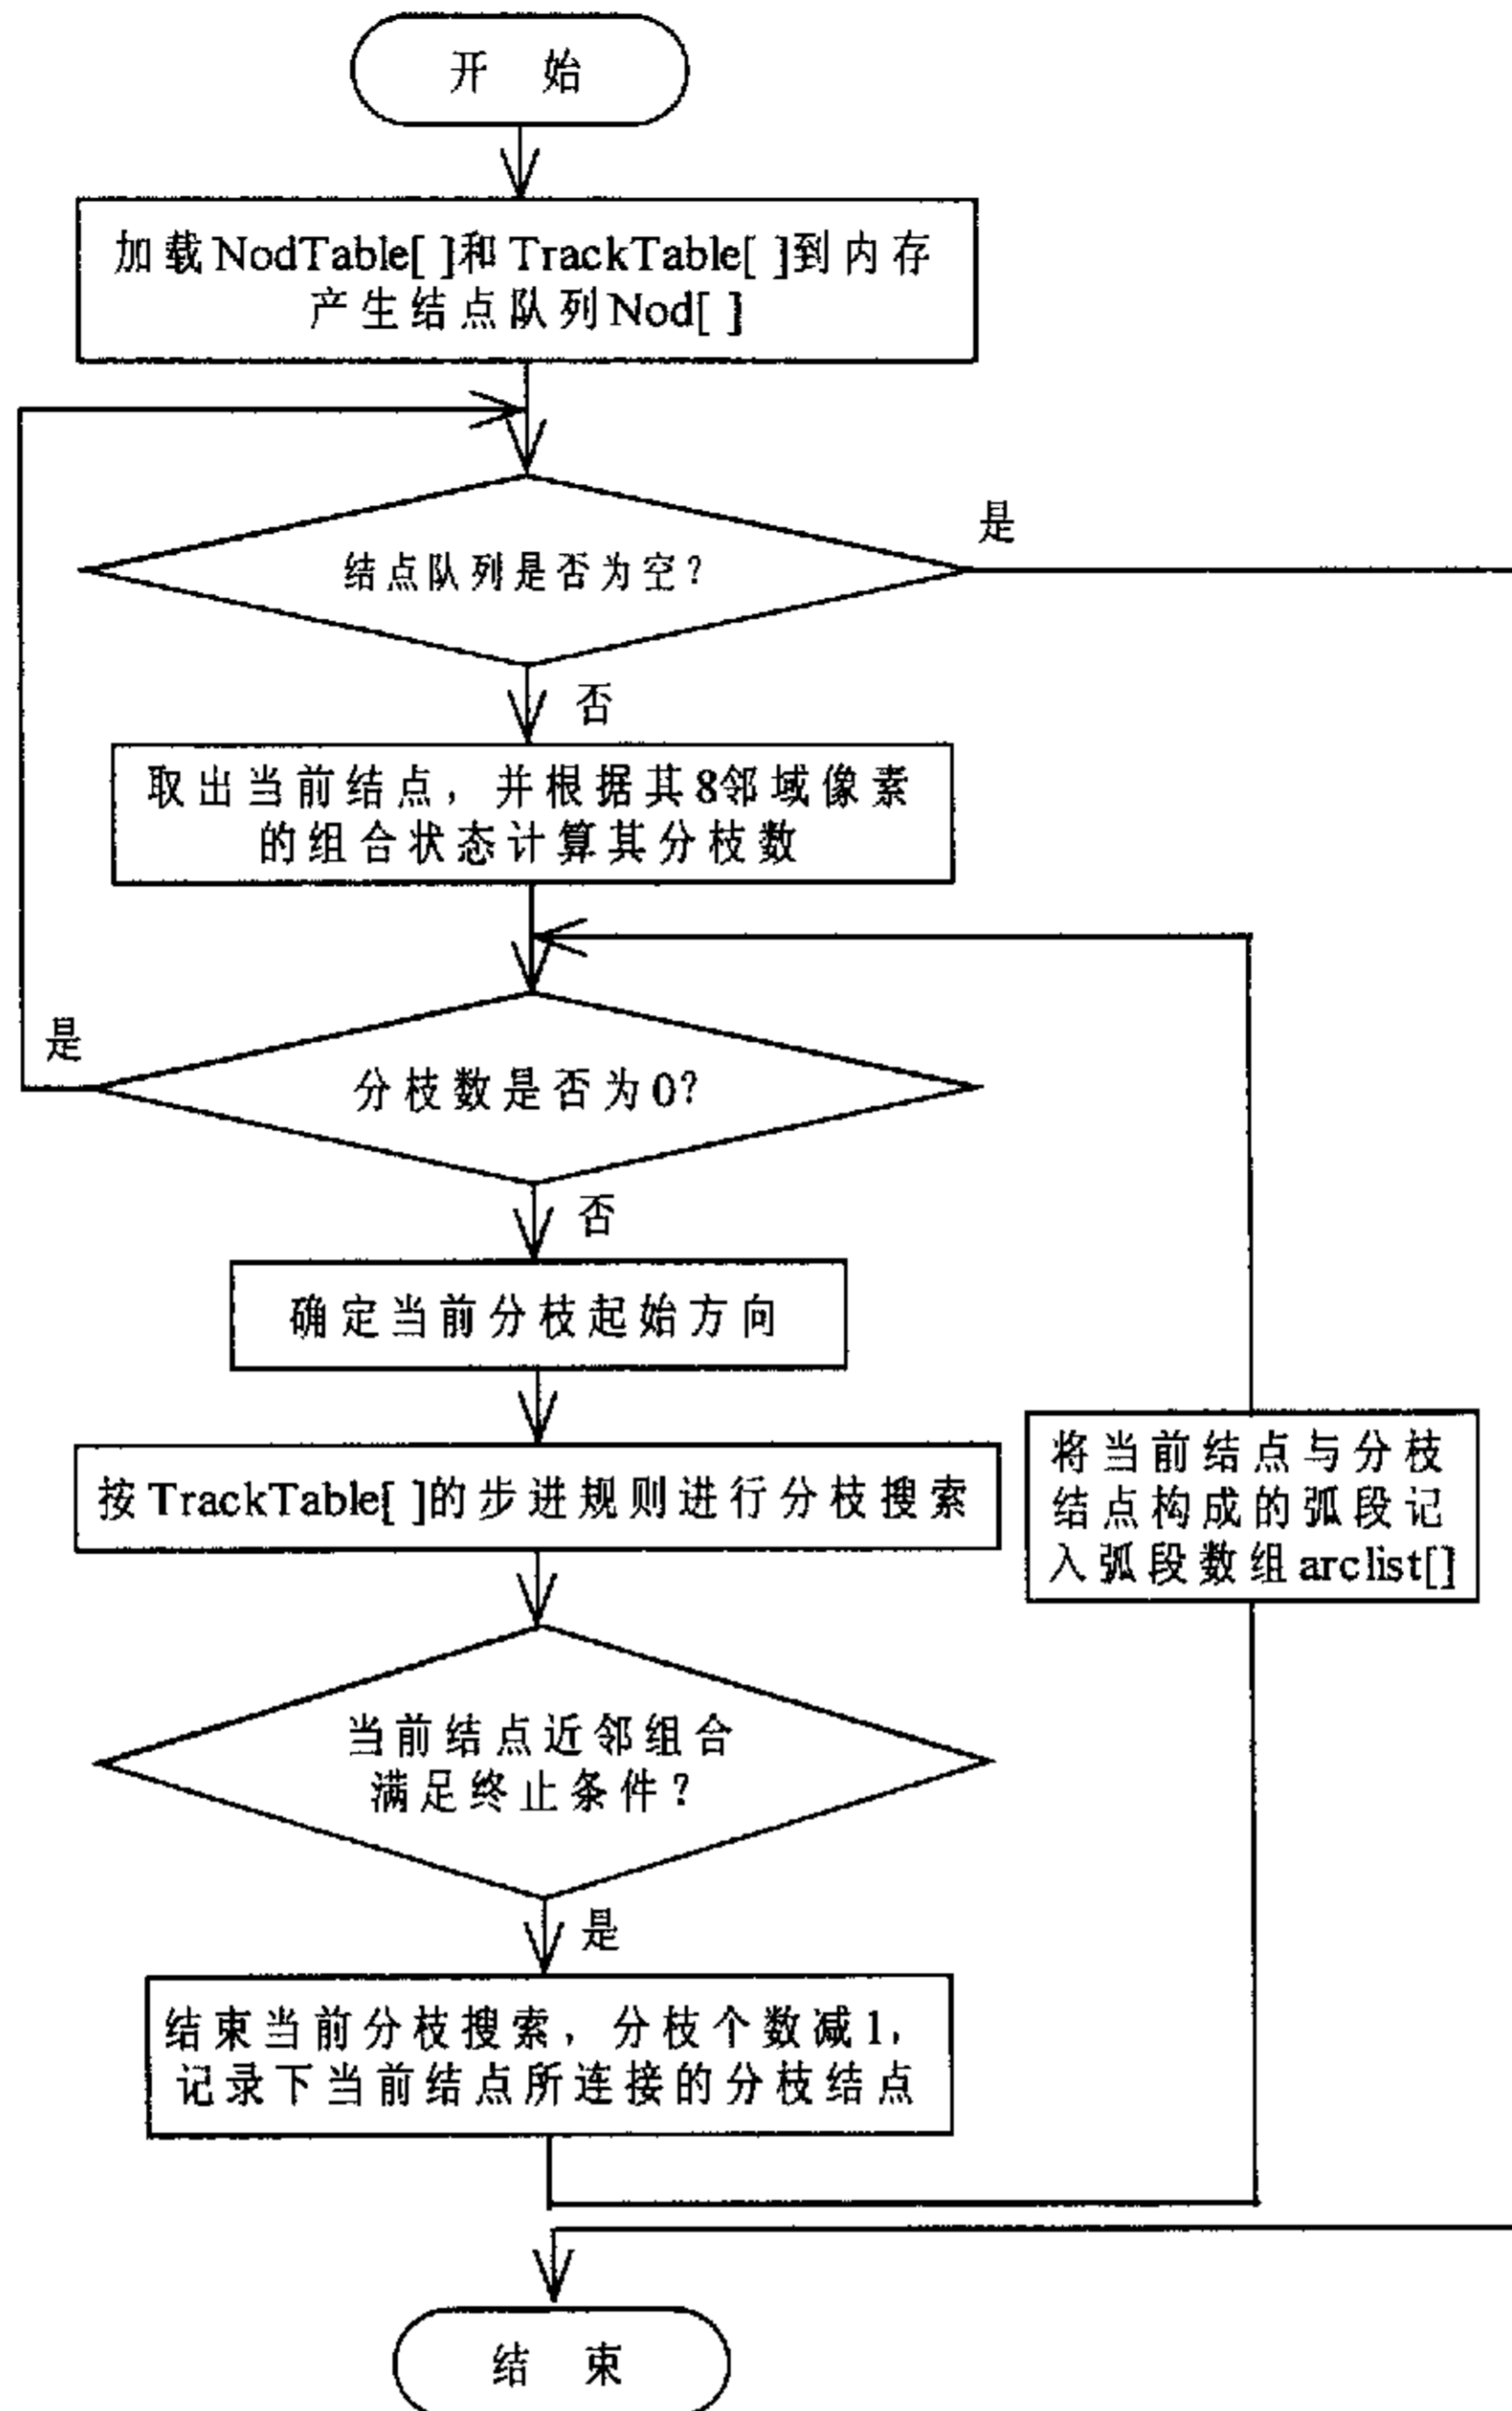 开 始
加载NodTable[ ]和TrackTable[ ]到内存
产生结点队列Nod[ ]
结点队列是否为空?
是
否
取出当前结点，并根据其8邻域像素
的组合状态计算其分枝数
分枝数是否为0?
是
否
确定当前分枝起始方向
按TrackTable[ ]的步进规则进行分枝搜索
将当前结点与分枝
结点构成的弧段记
入弧段数组arclist[]
当前结点近邻组合
满足终止条件?
是
结束当前分枝搜索，分枝个数减1，
记录下当前结点所连接的分枝结点
结 束